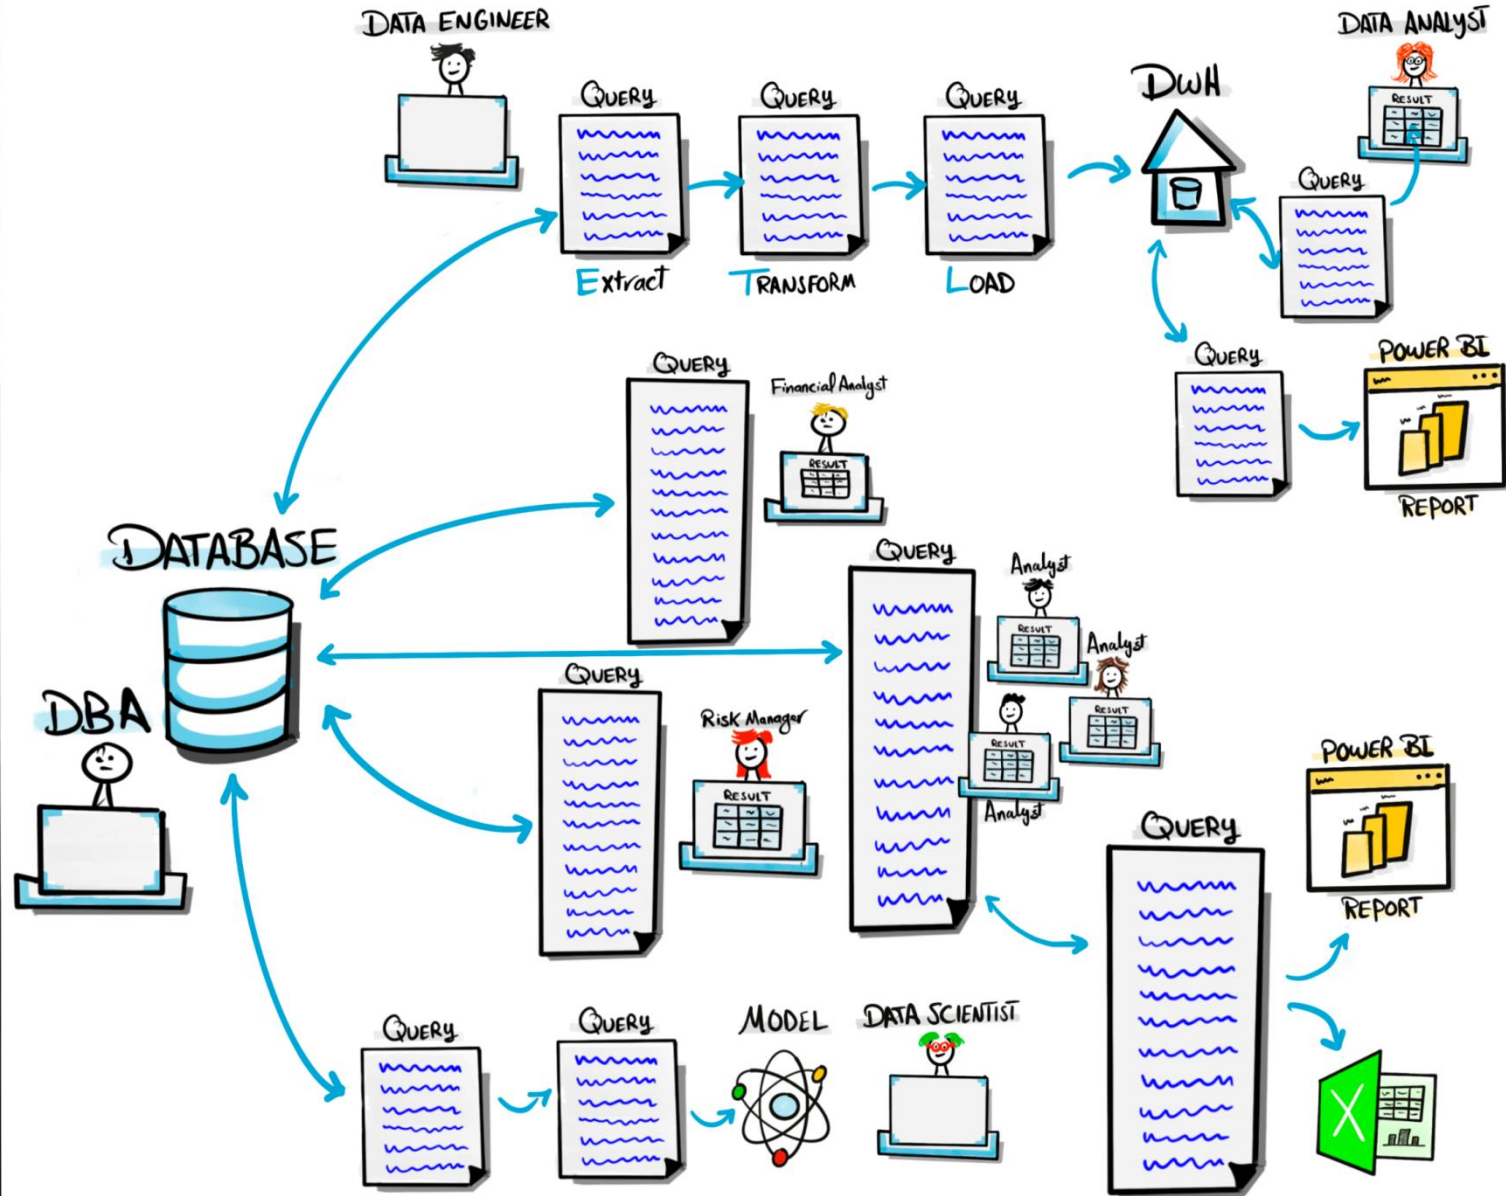 DATA ENGINEER
DATA ANALYST
RESULT
QUERY
QUERY
QUERY
DWH
QUERY
Extract
TRANSFORM
LOAD
QUERY
POWER BI
REPORT
QUERY
Financial Analyst
RESULT
DATABASE
QUERY
Analyst
RESULT
Analyst
RESULT
RESULT
Analyst
QUERY
Risk Manager
RESULT
DBA
QUERY
POWER BI
REPORT
X
QUERY
QUERY
MODEL
DATA SCIENTIST